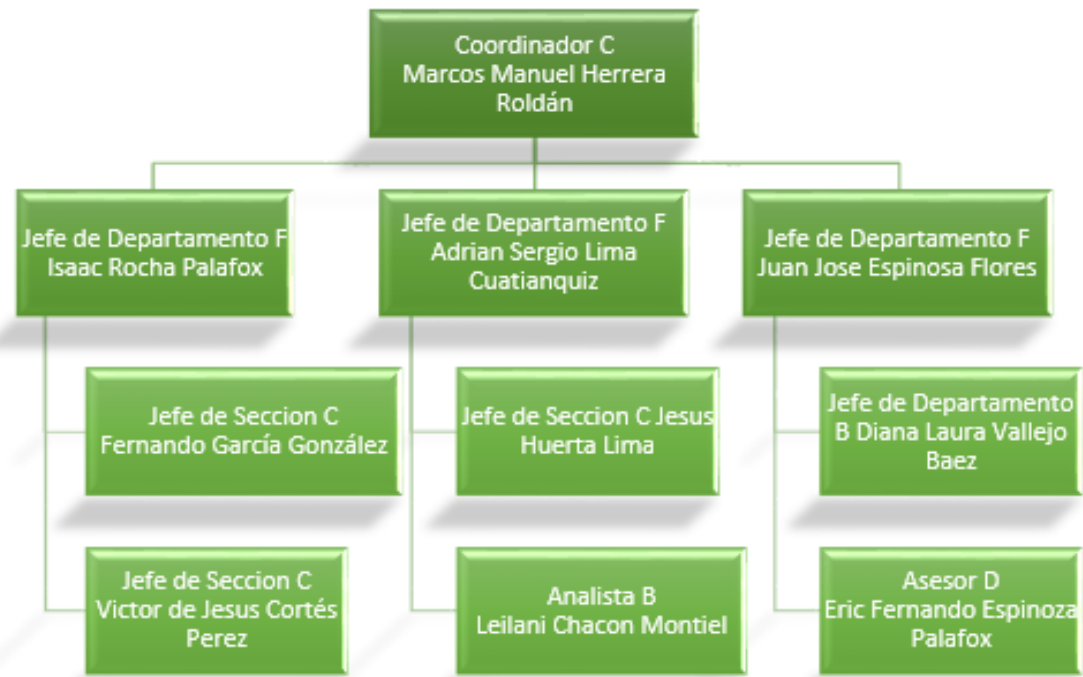 Coordinador C
Marcos Manuel Herrera
Roldán
Jefe de Departamento F
Isaac Rocha Palafox
Jefe de Departamento F
Adrian Sergio Lima
Cuatianquiz
Jefe de Departamento F
Juan Jose Espinosa Flores
Jefe de Seccion C
Fernando García González
Jefe de Seccion C Jesus
Huerta Lima
Jefe de Departamento
B Diana Laura Vallejo
Baez
Jefe de Seccion C
Victor de Jesus Cortés
Perez
Analista B
Leilani Chacon Montiel
Asesor D
Eric Fernando Espinoza
Palafox